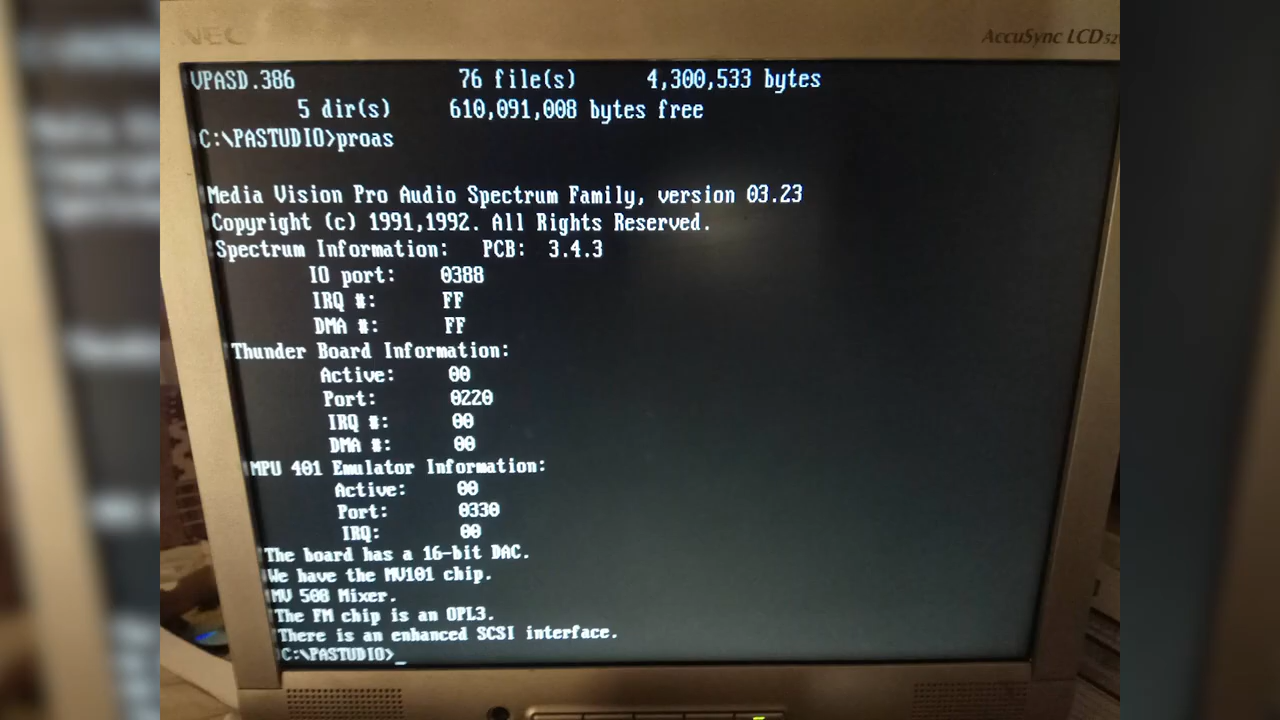 NEC
AccuSync LCD52
VPASD.386 76 file(s) 4,300,533 bytes
5 dir(s) 610,091,008 bytes free
C:\PASTUDIO>proas
Media Vision Pro Audio Spectrum Family, version 03.23
Copyright (c) 1991,1992. All Rights Reserved.
Spectrum Information: PCB: 3.4.3
IO port: 0388
IRQ #: FF
DMA #: FF
Thunder Board Information:
Active: 00
Port: 0220
IRQ #: 00
DMA #: 00
MPU 401 Emulator Information:
Active: 00
Port: 0330
IRQ: 00
The board has a 16-bit DAC.
We have the MV101 chip.
MV 508 Mixer.
The FM chip is an OPL3.
There is an enhanced SCSI interface.
C:\PASTUDIO>_